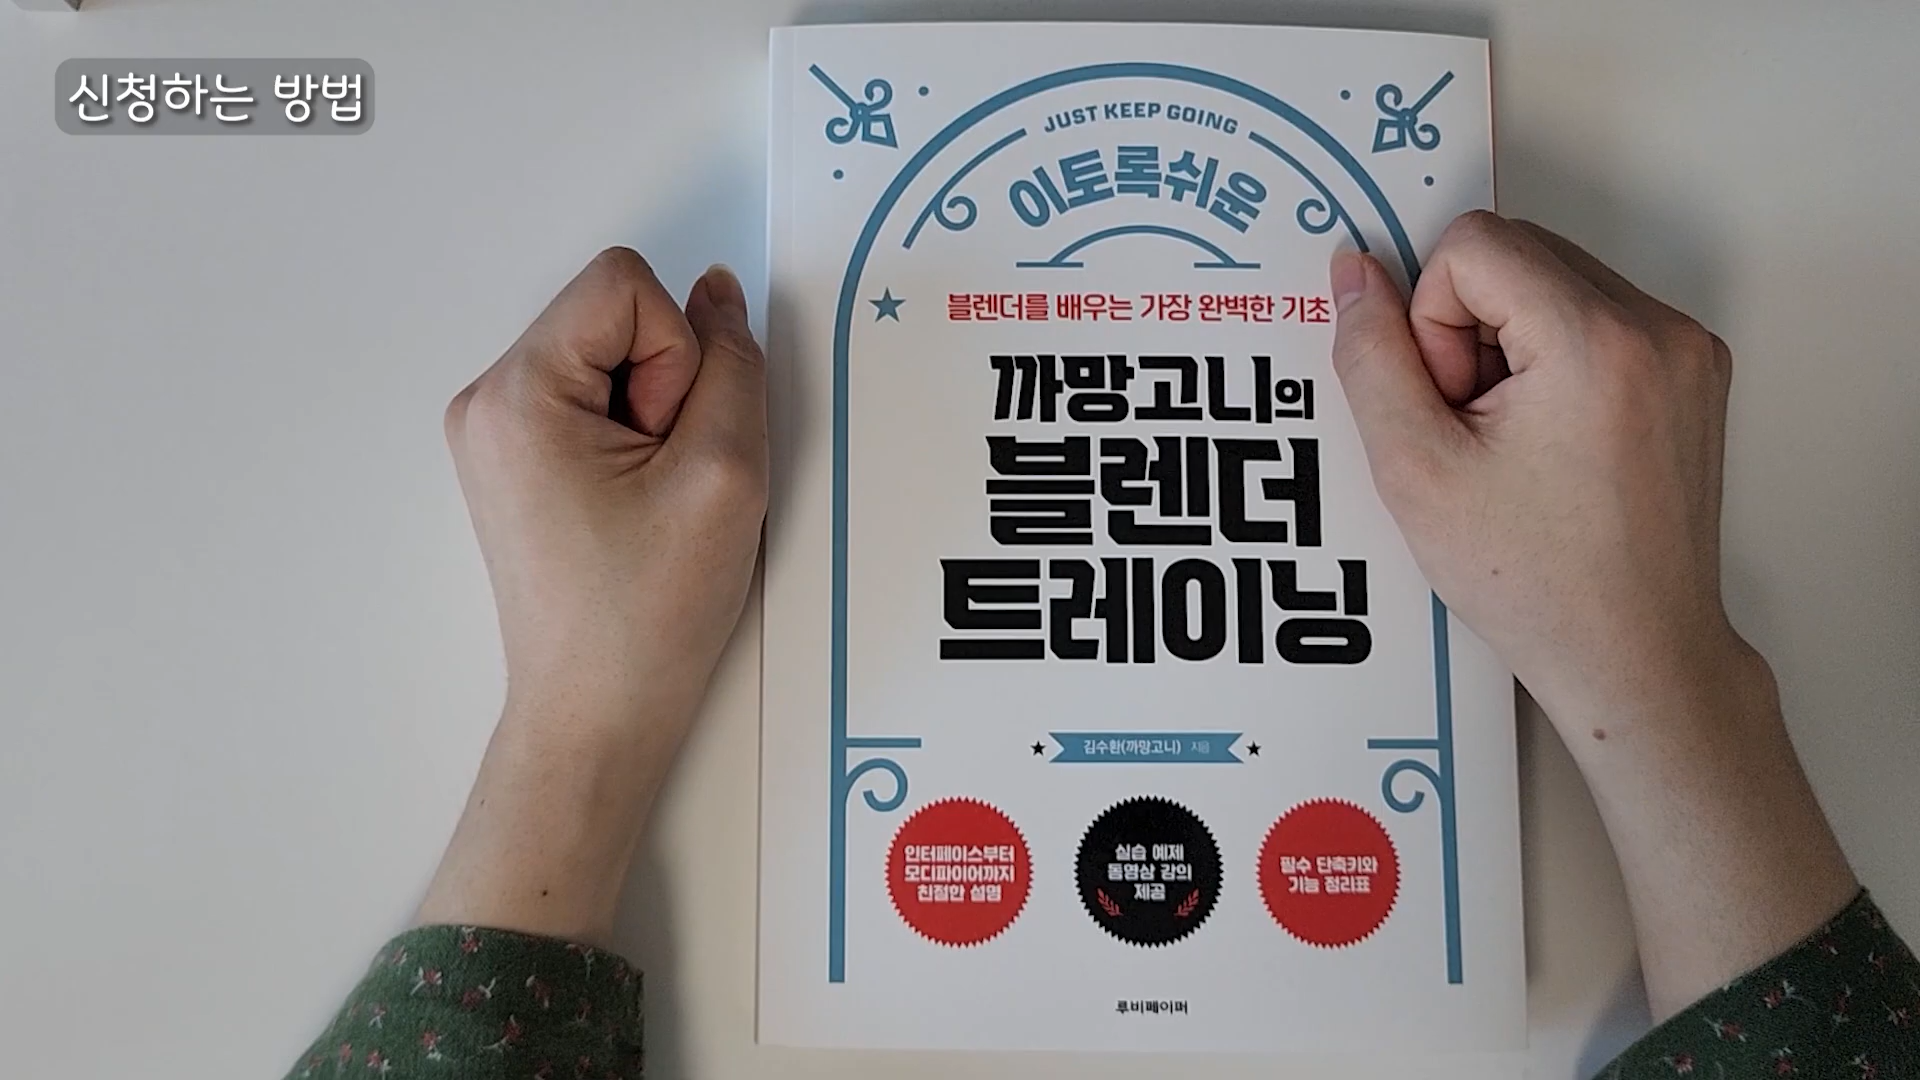 신청하는 방법
JUST KEEP GOING
이토록쉬운
블렌더를 배우는 가장 완벽한 기초
까망고니의
블렌더
트레이닝
김수환(까망고니) 지음
인터페이스부터
모디파이어까지
친절한 설명
실습 예제
동영상 강의
제공
필수 단축키와
기능 정리표
루비페이퍼